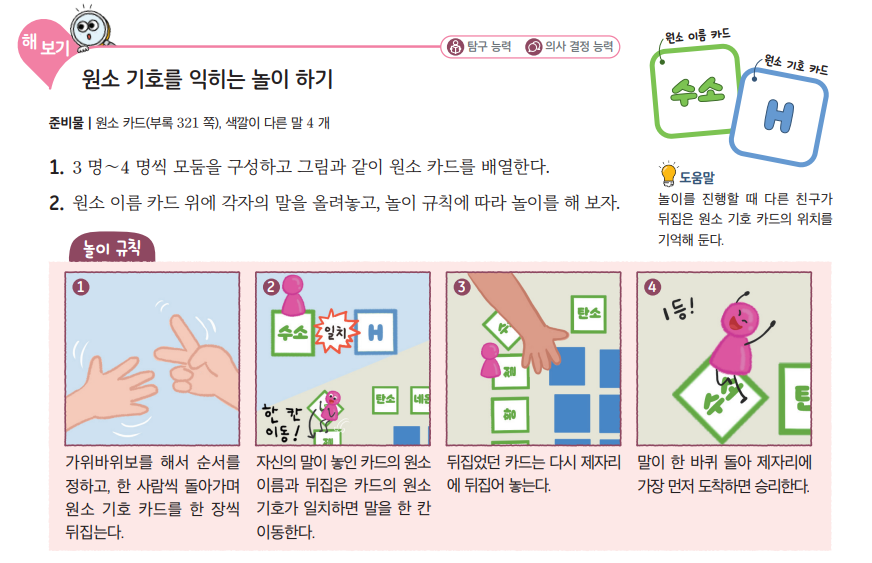 해 보기
탐구 능력 의사 결정 능력
원소 기호를 익히는 놀이 하기
준비물 | 원소 카드(부록 321 쪽), 색깔이 다른 말 4 개
1. 3 명~4 명씩 모둠을 구성하고 그림과 같이 원소 카드를 배열한다.
2. 원소 이름 카드 위에 각자의 말을 올려놓고, 놀이 규칙에 따라 놀이를 해 보자.
원소 이름 카드
수소
원소 기호 카드
H
도움말
놀이를 진행할 때 다른 친구가
뒤집은 원소 기호 카드의 위치를
기억해 둔다.
놀이 규칙
1
가위바위보를 해서 순서를
정하고, 한 사람씩 돌아가며
원소 기호 카드를 한 장씩
뒤집는다.
2
수소 일치 H
탄소 네온
한 칸
이동!
자신의 말이 놓인 카드의 원소
이름과 뒤집은 카드의 원소
기호가 일치하면 말을 한 칸
이동한다.
3
탄소
뒤집었던 카드는 다시 제자리
에 뒤집어 놓는다.
4
1등!
말이 한 바퀴 돌아 제자리에
가장 먼저 도착하면 승리한다.